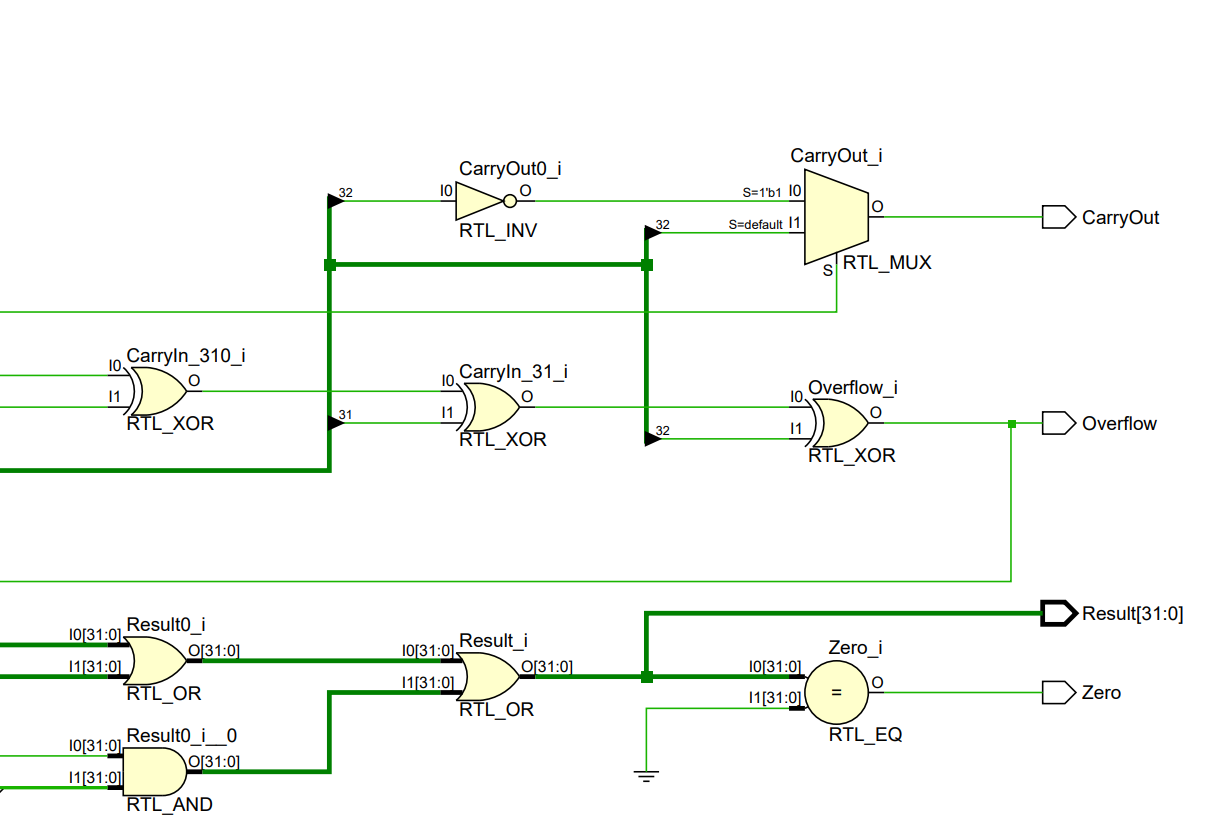 CarryOut_i
CarryOut0_i
32
I0
O
S=1'b1
I0
RTL_INV
32
S=default
I1
O
CarryOut
S
RTL_MUX
CarryIn_310_i
I0
O
I1
RTL_XOR
CarryIn_31_i
I0
O
31
I1
RTL_XOR
Overflow_i
I0
O
32
I1
RTL_XOR
Overflow
Result0_i
I0[31:0]
O[31:0]
I1[31:0]
RTL_OR
Result_i
I0[31:0]
O[31:0]
I1[31:0]
RTL_OR
Result[31:0]
Zero_i
I0[31:0]
=
O
I1[31:0]
RTL_EQ
Zero
Result0_i__0
I0[31:0]
O[31:0]
I1[31:0]
RTL_AND